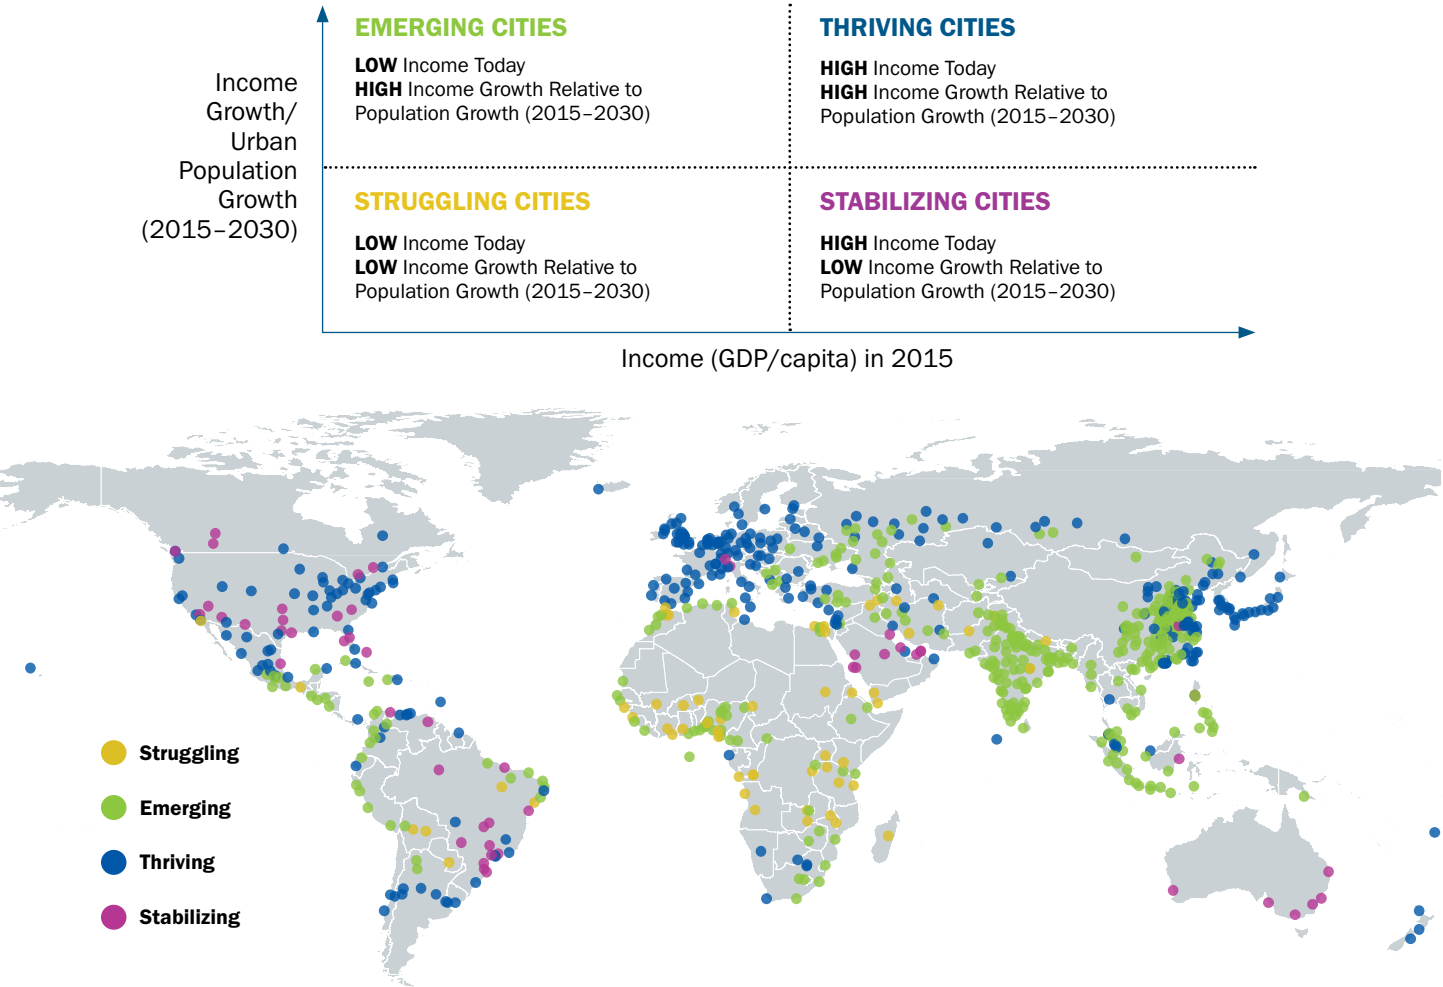 Income
Growth/
Urban
Population
Growth
(2015–2030)
EMERGING CITIES
LOW Income Today
HIGH Income Growth Relative to
Population Growth (2015–2030)
THRIVING CITIES
HIGH Income Today
HIGH Income Growth Relative to
Population Growth (2015–2030)
STRUGGLING CITIES
LOW Income Today
LOW Income Growth Relative to
Population Growth (2015–2030)
STABILIZING CITIES
HIGH Income Today
LOW Income Growth Relative to
Population Growth (2015–2030)
Income (GDP/capita) in 2015
Struggling
Emerging
Thriving
Stabilizing